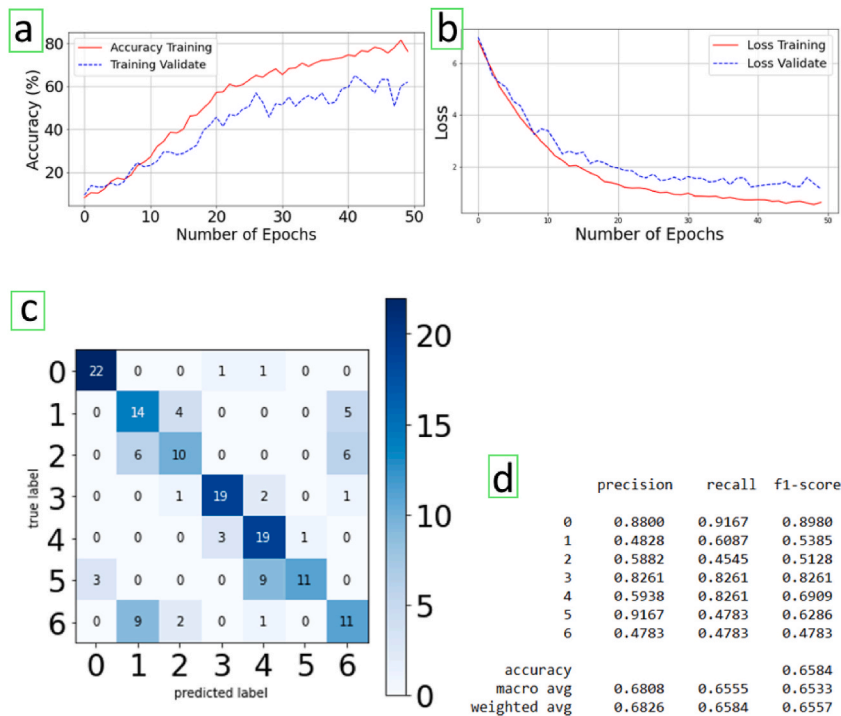 a
80
60
40
20
Accuracy (%)
Accuracy Training
Training Validate
0 10 20 30 40 50
Number of Epochs
b
6
4
2
Loss
Loss Training
Loss Validate
0 10 20 30 40 50
Number of Epochs
c
true label
0 22 0 0 1 1 0 0
1 0 14 4 0 0 0 5
2 0 6 10 0 0 0 6
3 0 0 1 19 2 0 1
4 0 0 0 3 19 1 0
5 3 0 0 0 9 11 0
6 0 9 2 0 1 0 11
0 1 2 3 4 5 6
predicted label
20
15
10
5
0
d
precision recall f1-score
0 0.8800 0.9167 0.8980
1 0.4828 0.6087 0.5385
2 0.5882 0.4545 0.5128
3 0.8261 0.8261 0.8261
4 0.5938 0.8261 0.6909
5 0.9167 0.4783 0.6286
6 0.4783 0.4783 0.4783
accuracy 0.6584
macro avg 0.6808 0.6555 0.6533
weighted avg 0.6826 0.6584 0.6557